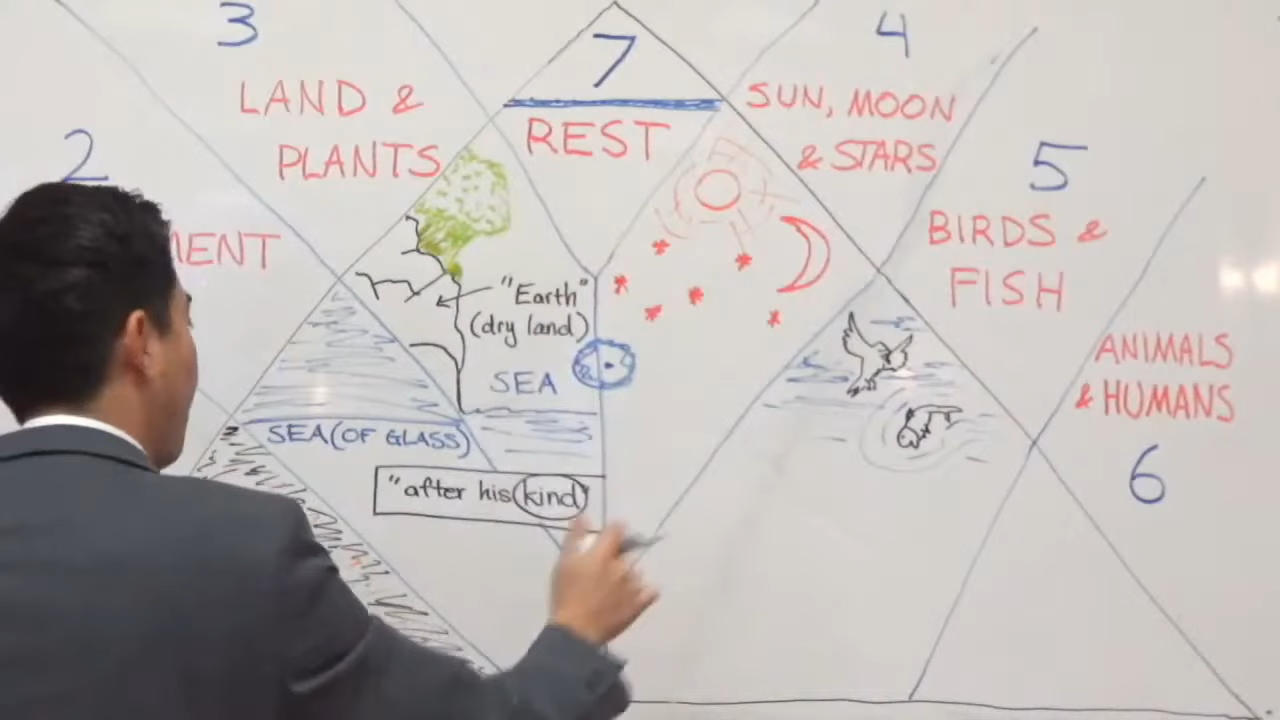 3
4
7
LAND &
PLANTS
REST
SUN, MOON
& STARS
2
5
BIRDS &
FISH
"Earth"
(dry land)
SEA
SEA (OF GLASS)
"after his kind"
ANIMALS
& HUMANS
6